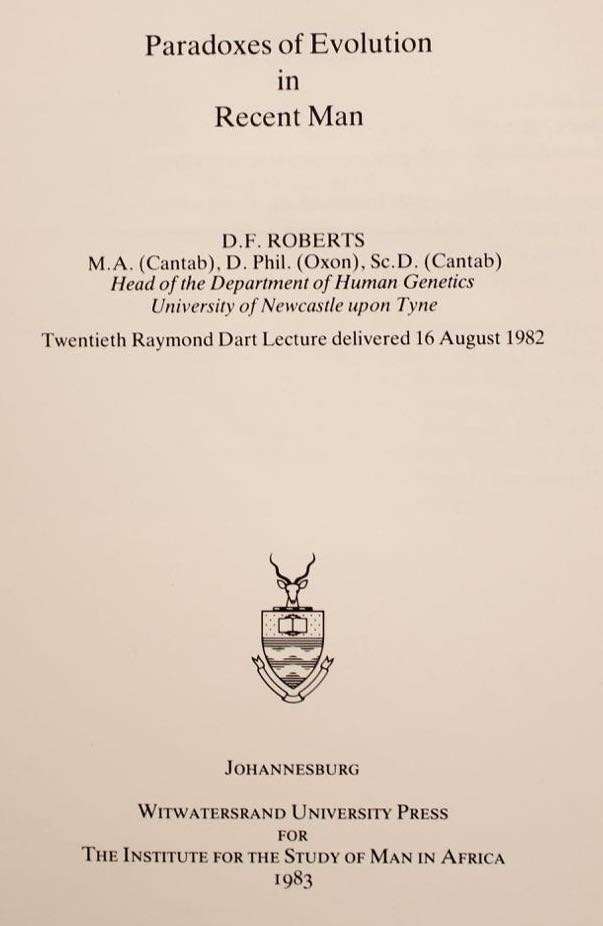 Paradoxes of Evolution
in
Recent Man
D.F. ROBERTS
M.A. (Cantab), D. Phil. (Oxon), Sc.D. (Cantab)
Head of the Department of Human Genetics
University of Newcastle upon Tyne
Twentieth Raymond Dart Lecture delivered 16 August 1982
JOHANNESBURG
WITWATERSRAND UNIVERSITY PRESS
FOR
THE INSTITUTE FOR THE STUDY OF MAN IN AFRICA
1983